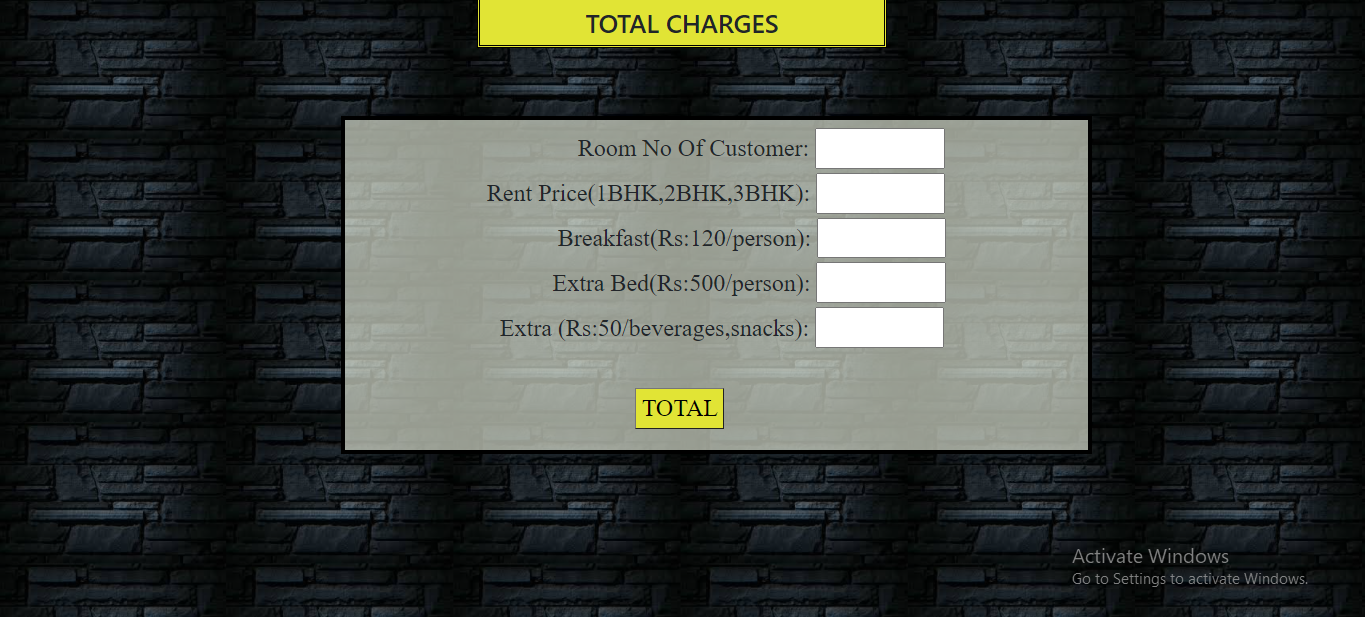 TOTAL CHARGES
Room No Of Customer:
Rent Price(1BHK,2BHK,3BHK):
Breakfast(Rs:120/person):
Extra Bed(Rs:500/person):
Extra (Rs:50/beverages,snacks):
TOTAL
Activate Windows
Go to Settings to activate Windows.